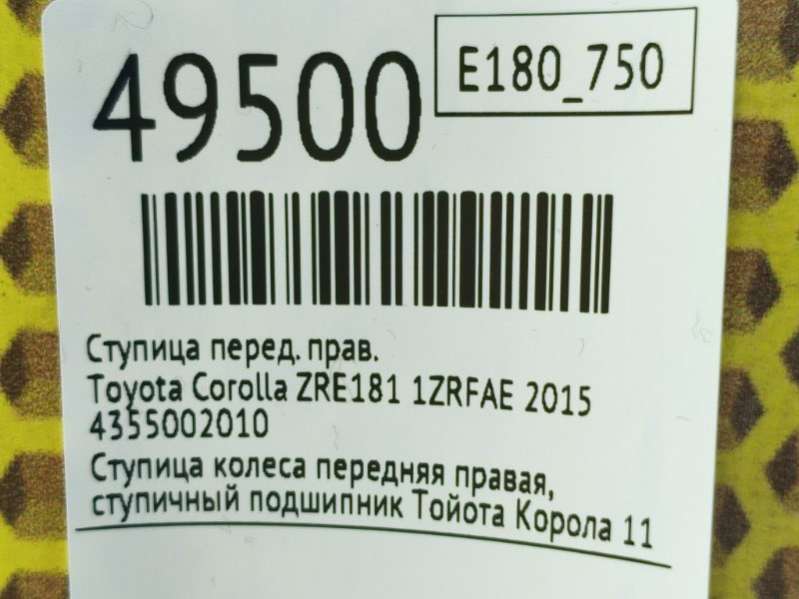 49500
E180_750
Ступица перед. прав.
Toyota Corolla ZRE181 1ZRFAE 2015
4355002010
Ступица колеса передняя правая,
ступичный подшипник Тойота Корола 11